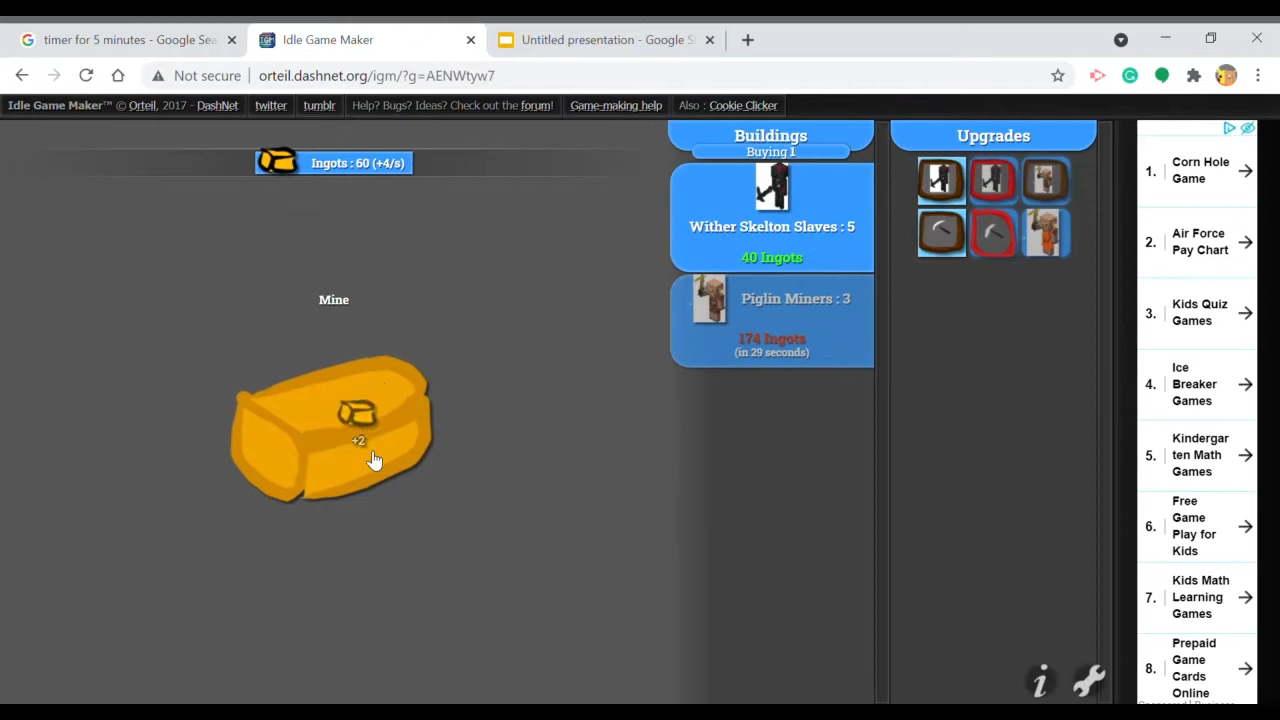 timer for 5 minutes - Google Sea
Idle Game Maker
Untitled presentation - Google Sl
Not secure
orteil.dashnet.org/igm/?g=AENWtyw7
Idle Game Maker™ © Orteil, 2017 - DashNet
twitter
tumblr
Help? Bugs? Ideas? Check out the forum!
Game-making help
Also : Cookie Clicker
Ingots : 60 (+4/s)
Mine
+2
Buildings
Buying 1
Wither Skelton Slaves : 5
40 Ingots
Piglin Miners : 3
174 Ingots
(in 29 seconds)
Upgrades
1. Corn Hole
Game
2. Air Force
Pay Chart
3. Kids Quiz
Games
4. Ice
Breaker
Games
5. Kindergar
ten Math
Games
6. Free
Game
Play for
Kids
7. Kids Math
Learning
Games
8. Prepaid
Game
Cards
Online